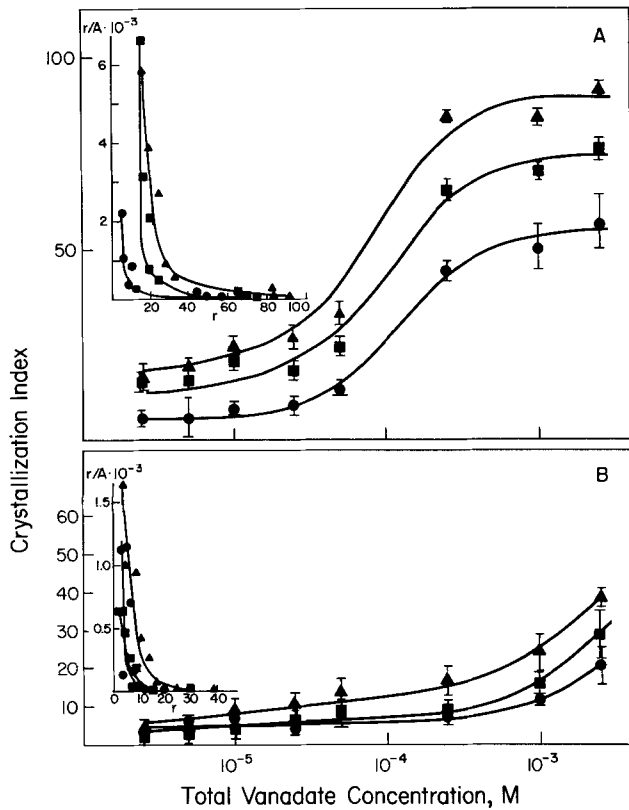 r/A·10⁻³
A
100
6
4
2
20 40 60 80 100
r
50
Crystallization Index
r/A·10⁻³
B
1.5
1.0
0.5
0 10 20 30 40
r
60
50
40
30
20
10
10⁻⁵ 10⁻⁴ 10⁻³
Total Vanadate Concentration, M